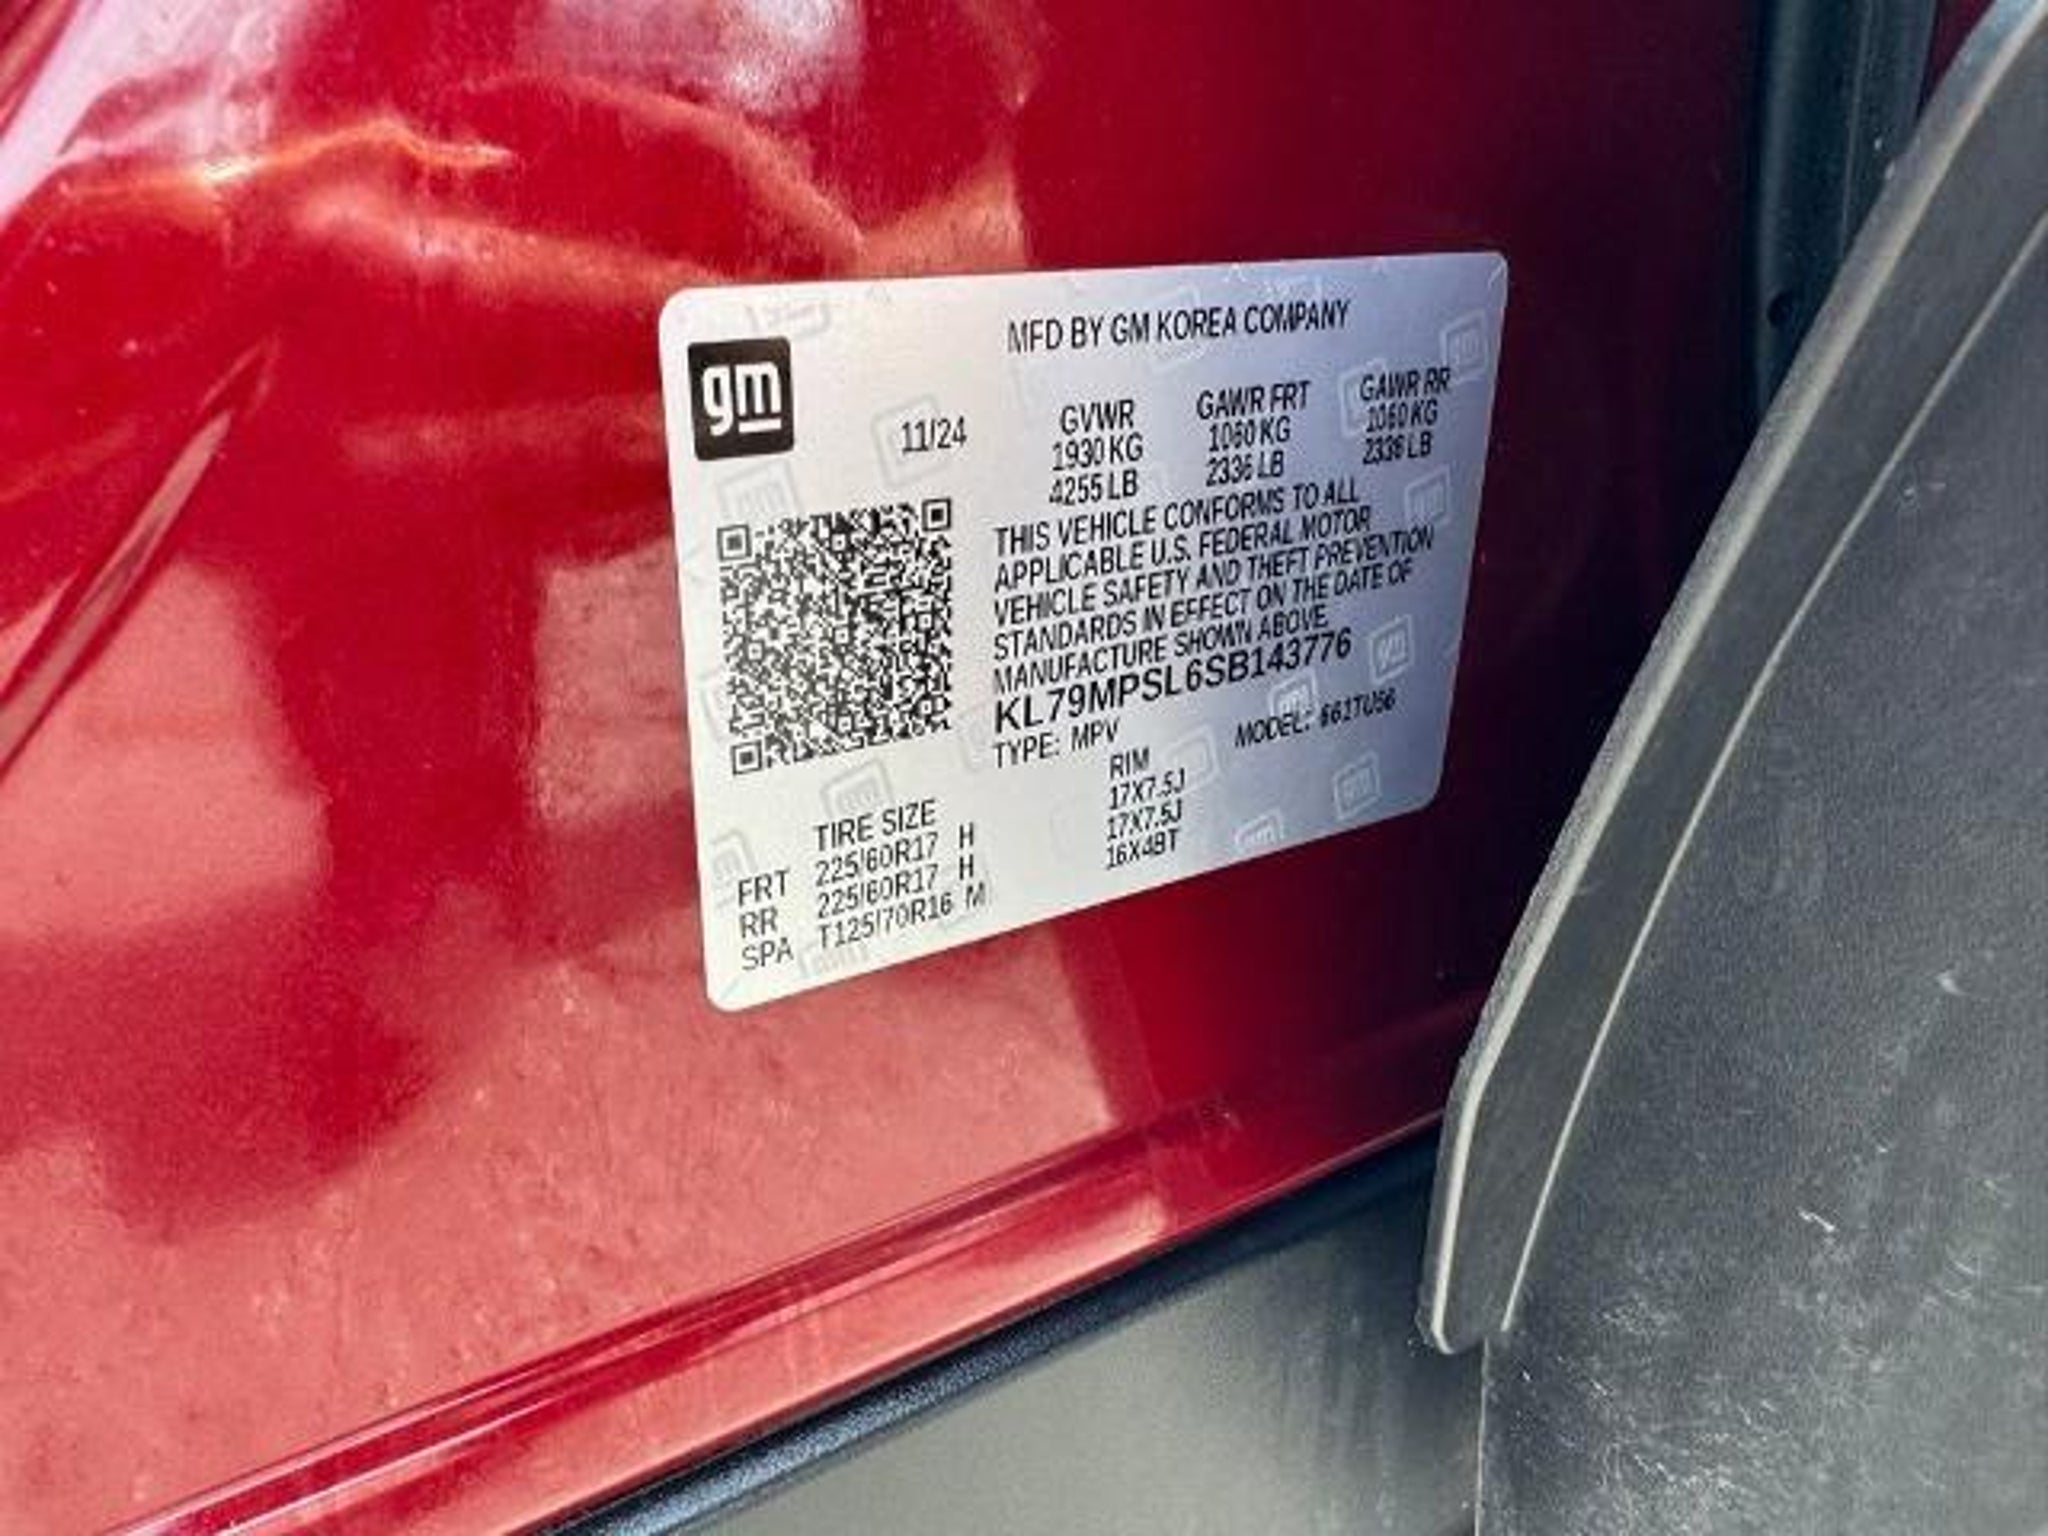 gm
MFD BY GM KOREA COMPANY
11/24
GVWR GAWR FRT GAWR RR
1930 KG 1060 KG 1060 KG
4255 LB 2336 LB 2336 LB
THIS VEHICLE CONFORMS TO ALL
APPLICABLE U.S. FEDERAL MOTOR
VEHICLE SAFETY AND THEFT PREVENTION
STANDARDS IN EFFECT ON THE DATE OF
MANUFACTURE SHOWN ABOVE.
KL79MPSL6SB143776
TYPE: MPV MODEL:
TIRE SIZE RIM
FRT 225/60R17 H 17X7.5J
RR 225/60R17 H 17X7.5J
SPA T125/70R16 M 16X4BT